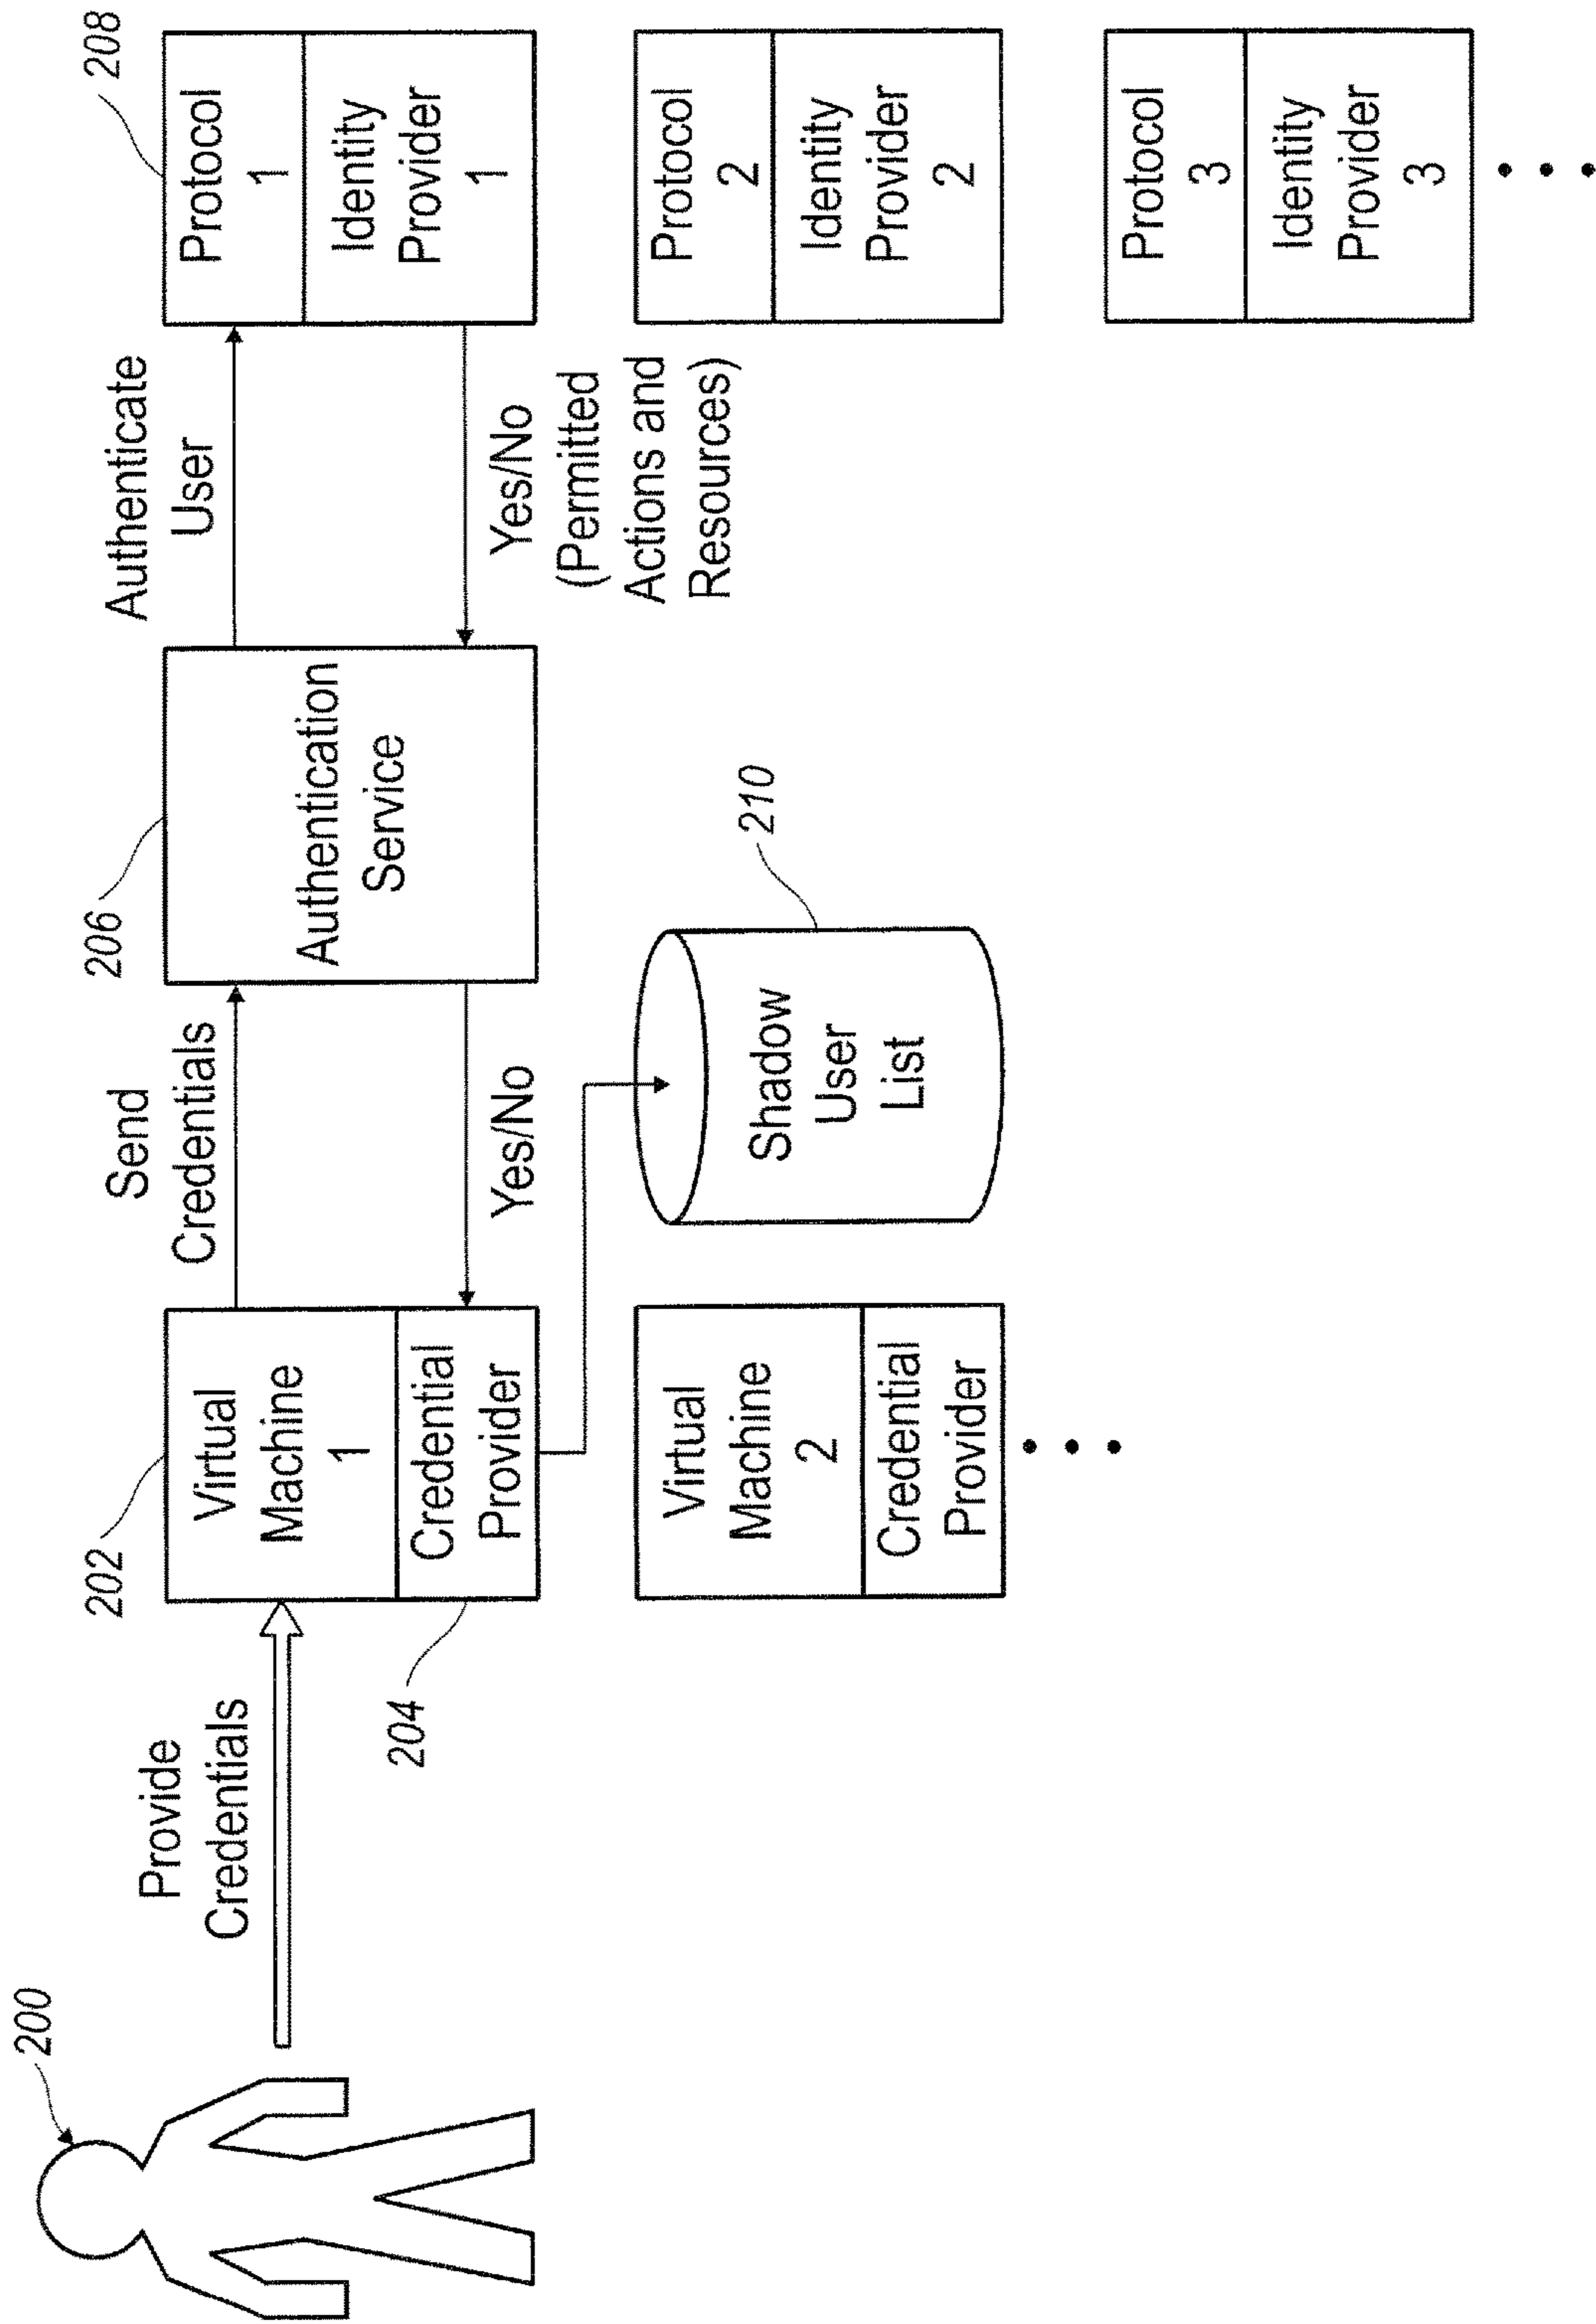 200
Provide
Credentials
202
Virtual
Machine
1
Credential
Provider
204
Virtual
Machine
2
Credential
Provider
Send
Credentials
Yes/No
Shadow
User
List
210
206
Authentication
Service
Authenticate
User
Yes/No
(Permitted
Actions and
Resources)
208
Protocol
1
Identity
Provider
1
Protocol
2
Identity
Provider
2
Protocol
3
Identity
Provider
3